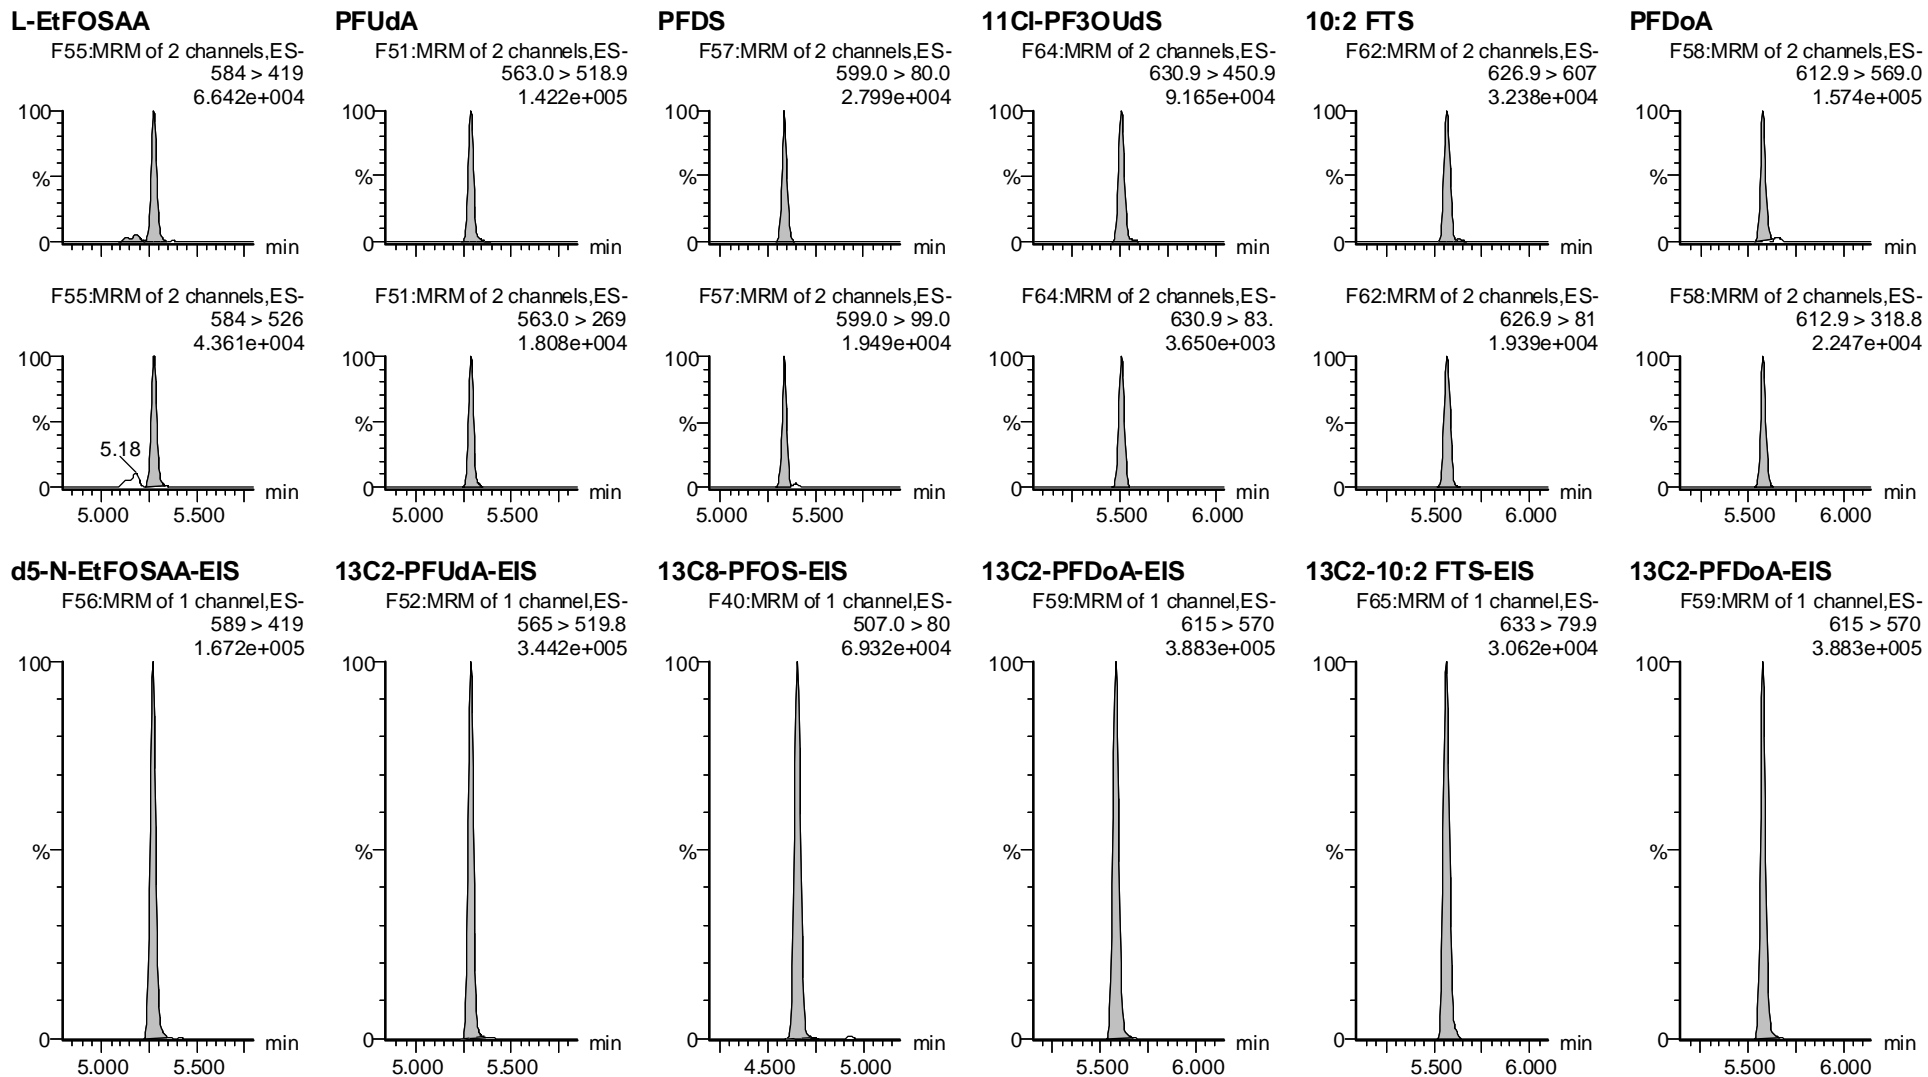 L-EtFOSAA
F55:MRM of 2 channels,ES-
584 > 419
6.642e+004
100
%
0
min
PFUdA
F51:MRM of 2 channels,ES-
563.0 > 518.9
1.422e+005
100
%
0
min
PFDS
F57:MRM of 2 channels,ES-
599.0 > 80.0
2.799e+004
100
%
0
min
11Cl-PF3OUdS
F64:MRM of 2 channels,ES-
630.9 > 450.9
9.165e+004
100
%
0
min
10:2 FTS
F62:MRM of 2 channels,ES-
626.9 > 607
3.238e+004
100
%
0
min
PFDoA
F58:MRM of 2 channels,ES-
612.9 > 569.0
1.574e+005
100
%
0
min
F55:MRM of 2 channels,ES-
584 > 526
4.361e+004
100
%
5.18
0
min
5.000 5.500
F51:MRM of 2 channels,ES-
563.0 > 269
1.808e+004
100
%
0
min
5.000 5.500
F57:MRM of 2 channels,ES-
599.0 > 99.0
1.949e+004
100
%
0
min
5.000 5.500
F64:MRM of 2 channels,ES-
630.9 > 83.
3.650e+003
100
%
0
min
5.500 6.000
F62:MRM of 2 channels,ES-
626.9 > 81
1.939e+004
100
%
0
min
5.500 6.000
F58:MRM of 2 channels,ES-
612.9 > 318.8
2.247e+004
100
%
0
min
5.500 6.000
d5-N-EtFOSAA-EIS
F56:MRM of 1 channel,ES-
589 > 419
1.672e+005
100
%
0
min
5.000 5.500
13C2-PFUdA-EIS
F52:MRM of 1 channel,ES-
565 > 519.8
3.442e+005
100
%
0
min
5.000 5.500
13C8-PFOS-EIS
F40:MRM of 1 channel,ES-
507.0 > 80
6.932e+004
100
%
0
min
4.500 5.000
13C2-PFDoA-EIS
F59:MRM of 1 channel,ES-
615 > 570
3.883e+005
100
%
0
min
5.500 6.000
13C2-10:2 FTS-EIS
F65:MRM of 1 channel,ES-
633 > 79.9
3.062e+004
100
%
0
min
5.500 6.000
13C2-PFDoA-EIS
F59:MRM of 1 channel,ES-
615 > 570
3.883e+005
100
%
0
min
5.500 6.000